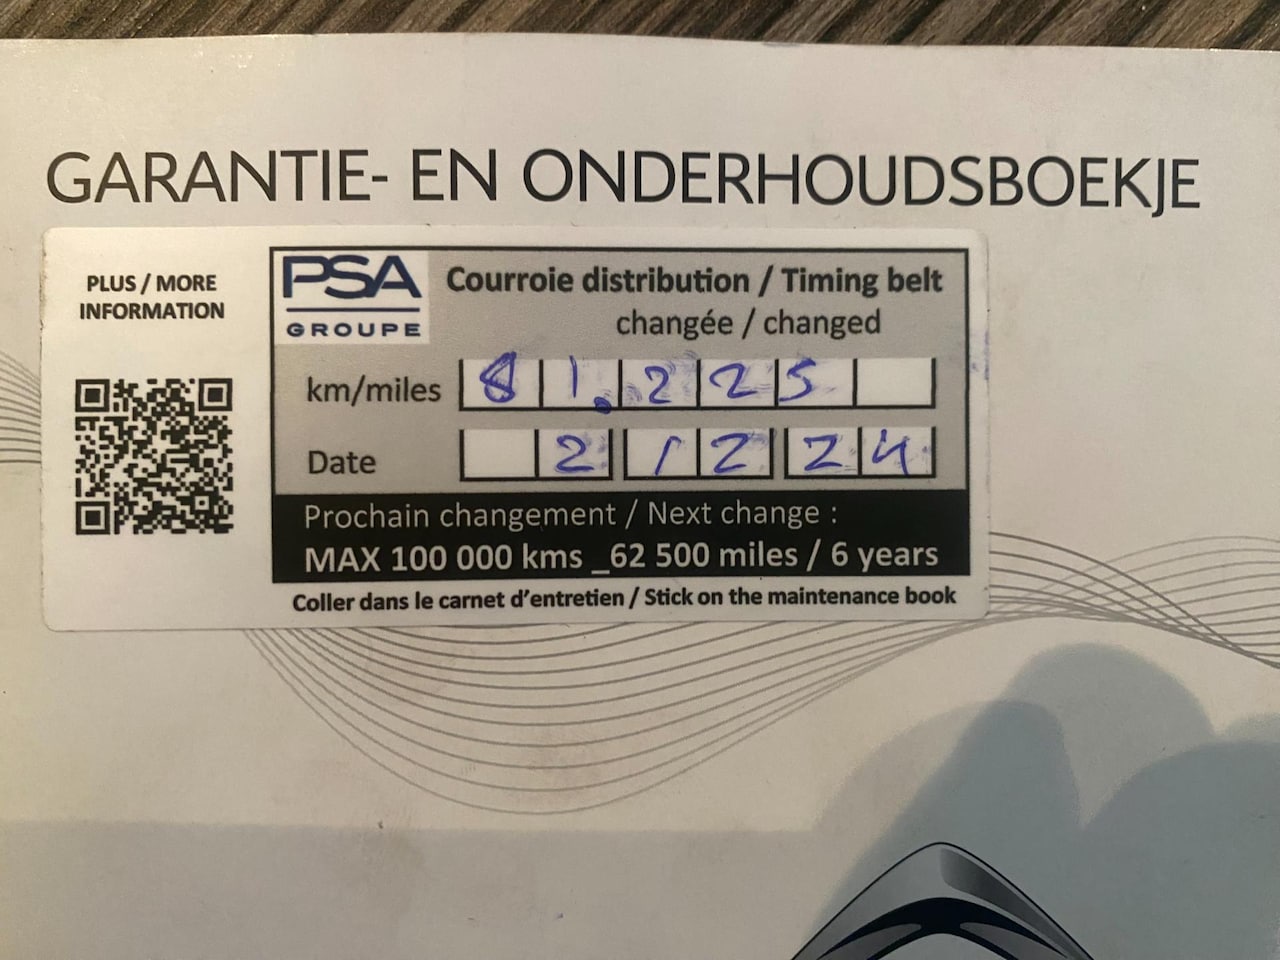 GARANTIE- EN ONDERHOUDSBOEKJE
PLUS / MORE
INFORMATION
PSA
GROUPE
Courroie distribution / Timing belt
changée / changed
km/miles 81.225
Date 2 12 24
Prochain changement / Next change :
MAX 100 000 kms _62 500 miles / 6 years
Coller dans le carnet d'entretien / Stick on the maintenance book